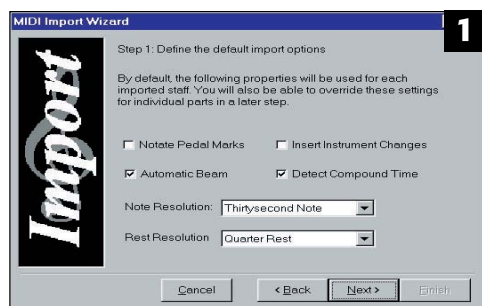 MIDI Import Wizard
1
Import
Step 1: Define the default import options
By default, the following properties will be used for each
imported staff. You will also be able to override these settings
for individual parts in a later step.
Notate Pedal Marks
Insert Instrument Changes
Automatic Beam
Detect Compound Time
Note Resolution: Thirtysecond Note
Rest Resolution Quarter Rest
Cancel
< Back
Next >
Finish